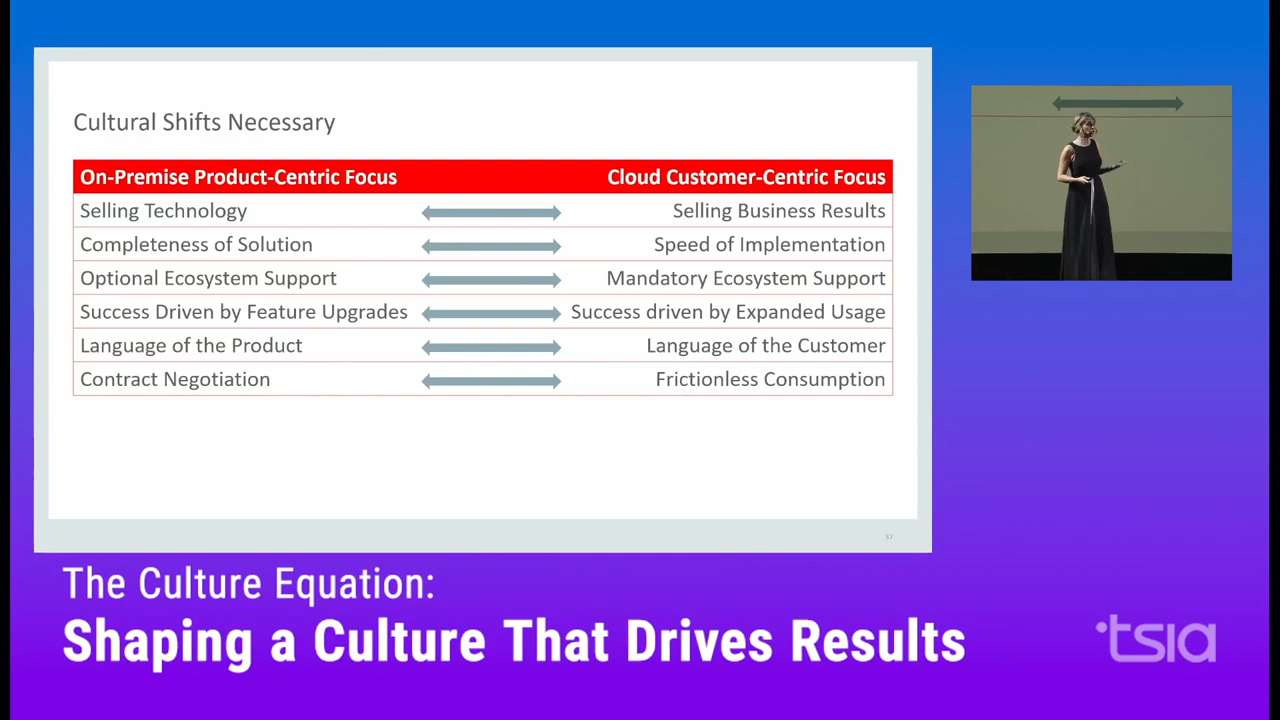 Cultural Shifts Necessary
On-Premise Product-Centric Focus Cloud Customer-Centric Focus
Selling Technology Selling Business Results
Completeness of Solution Speed of Implementation
Optional Ecosystem Support Mandatory Ecosystem Support
Success Driven by Feature Upgrades Success driven by Expanded Usage
Language of the Product Language of the Customer
Contract Negotiation Frictionless Consumption
37
The Culture Equation:
Shaping a Culture That Drives Results
tsia